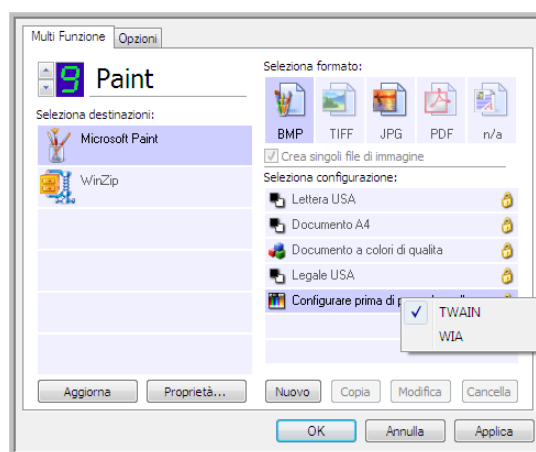 Multi Funzione
Opzioni
9
Paint
Seleziona destinazioni:
Microsoft Paint
WinZip
Aggiorna
Proprietà...
Seleziona formato:
BMP
TIFF
JPG
PDF
n/a
Crea singoli file di immagine
Seleziona configurazione:
Lettera USA
Documento A4
Documento a colori di qualita
Legale USA
Configurare prima di
TWAIN
WIA
Nuovo
Copia
Modifica
Cancella
OK
Annulla
Applica